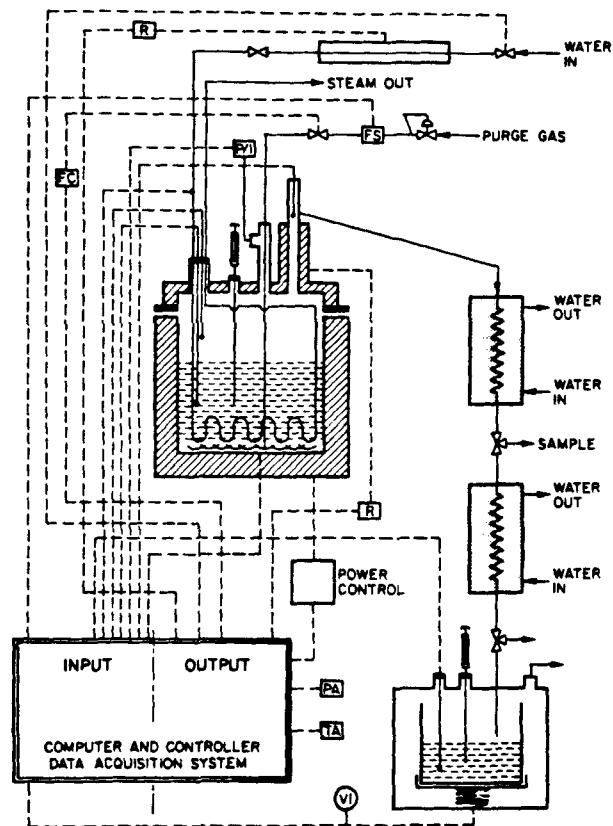 R
WATER
IN
STEAM OUT
FS
PURGE GAS
FC
WATER
OUT
WATER
IN
SAMPLE
WATER
OUT
WATER
IN
R
POWER
CONTROL
INPUT
OUTPUT
PA
TA
COMPUTER AND CONTROLLER
DATA ACQUISITION SYSTEM
VI